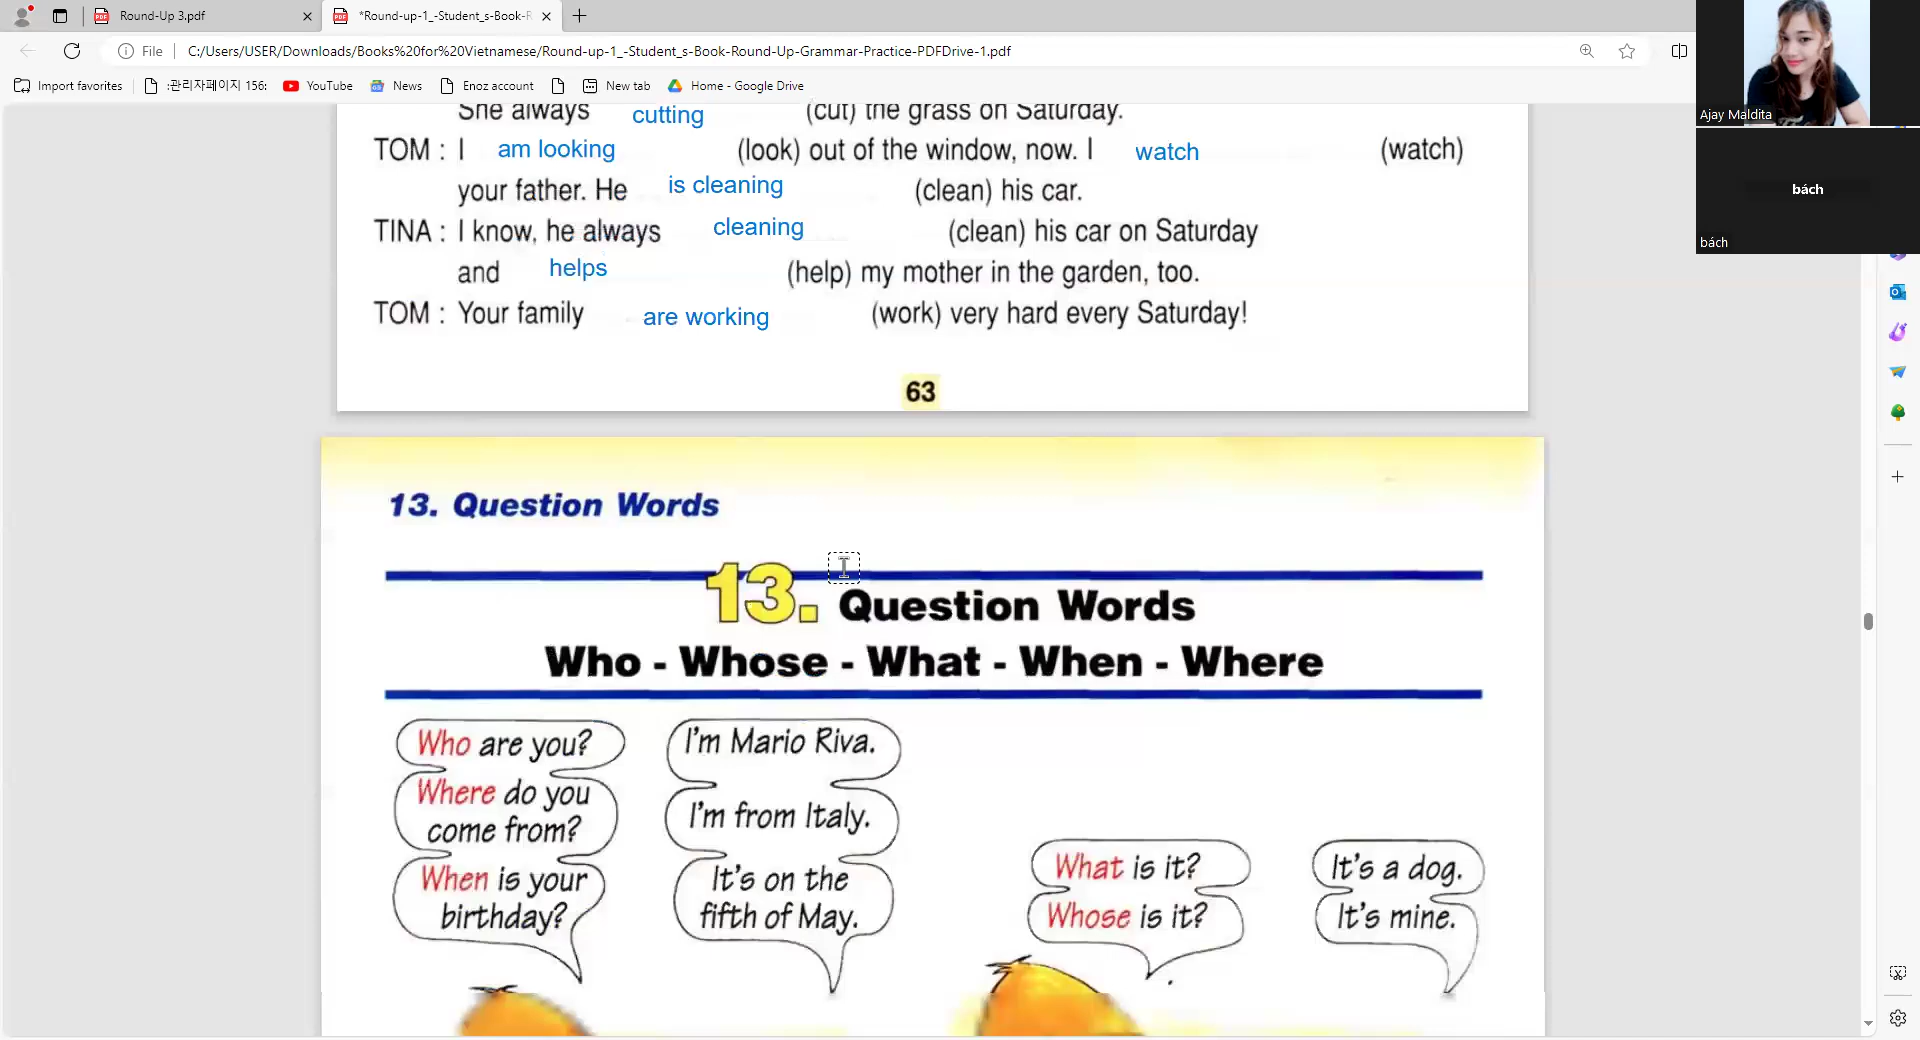 Round-Up 3.pdf
*Round-up-1_-Student_s-Book-R
File C:/Users/USER/Downloads/Books%20for%20Vietnamese/Round-up-1_-Student_s-Book-Round-Up-Grammar-Practice-PDFDrive-1.pdf
Import favorites :관리자페이지 156: YouTube News Enoz account New tab Home - Google Drive
Ajay Maldita
bách
bách
She always cutting (cut) the grass on Saturday.
TOM : I am looking (look) out of the window, now. I watch (watch)
your father. He is cleaning (clean) his car.
TINA : I know, he always cleaning (clean) his car on Saturday
and helps (help) my mother in the garden, too.
TOM : Your family are working (work) very hard every Saturday!
63
13. Question Words
13. Question Words
Who - Whose - What - When - Where
Who are you?
Where do you
come from?
When is your
birthday?
I'm Mario Riva.
I'm from Italy.
It's on the
fifth of May.
What is it?
Whose is it?
It's a dog.
It's mine.